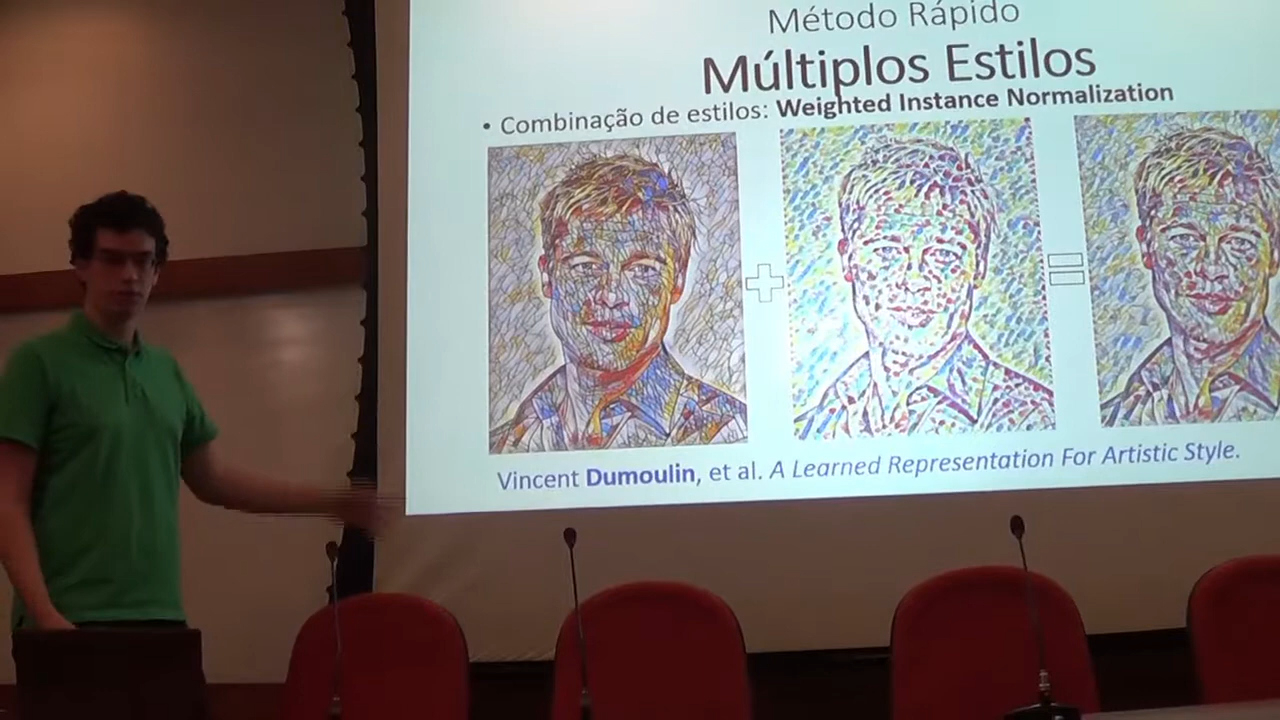 Método Rápido
Múltiplos Estilos
• Combinação de estilos: Weighted Instance Normalization
Vincent Dumoulin, et al. A Learned Representation For Artistic Style.